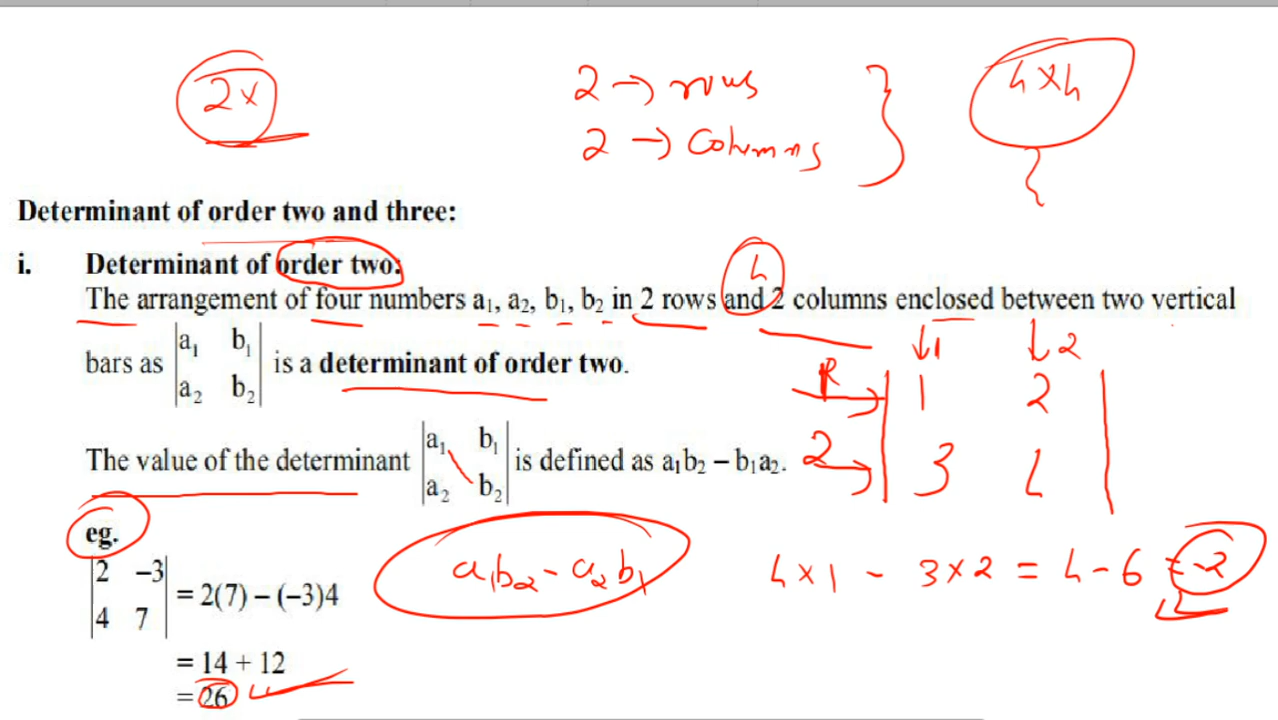 2×
2 → rows
2 → Columns
4×4
Determinant of order two and three:
i. Determinant of order two:
4
The arrangement of four numbers a₁, a₂, b₁, b₂ in 2 rows and 2 columns enclosed between two vertical
↓1 ↓2
bars as |a₁ b₁| is a determinant of order two.
|a₂ b₂|
R → | 1 2 |
2 → | 3 4 |
The value of the determinant |a₁ b₁| is defined as a₁b₂ – b₁a₂.
|a₂ b₂|
eg.
|2 –3| = 2(7) – (–3)4
|4 7|
a₁b₂ - a₂b₁
4×1 - 3×2 = 4-6 = -2
= 14 + 12
= 26